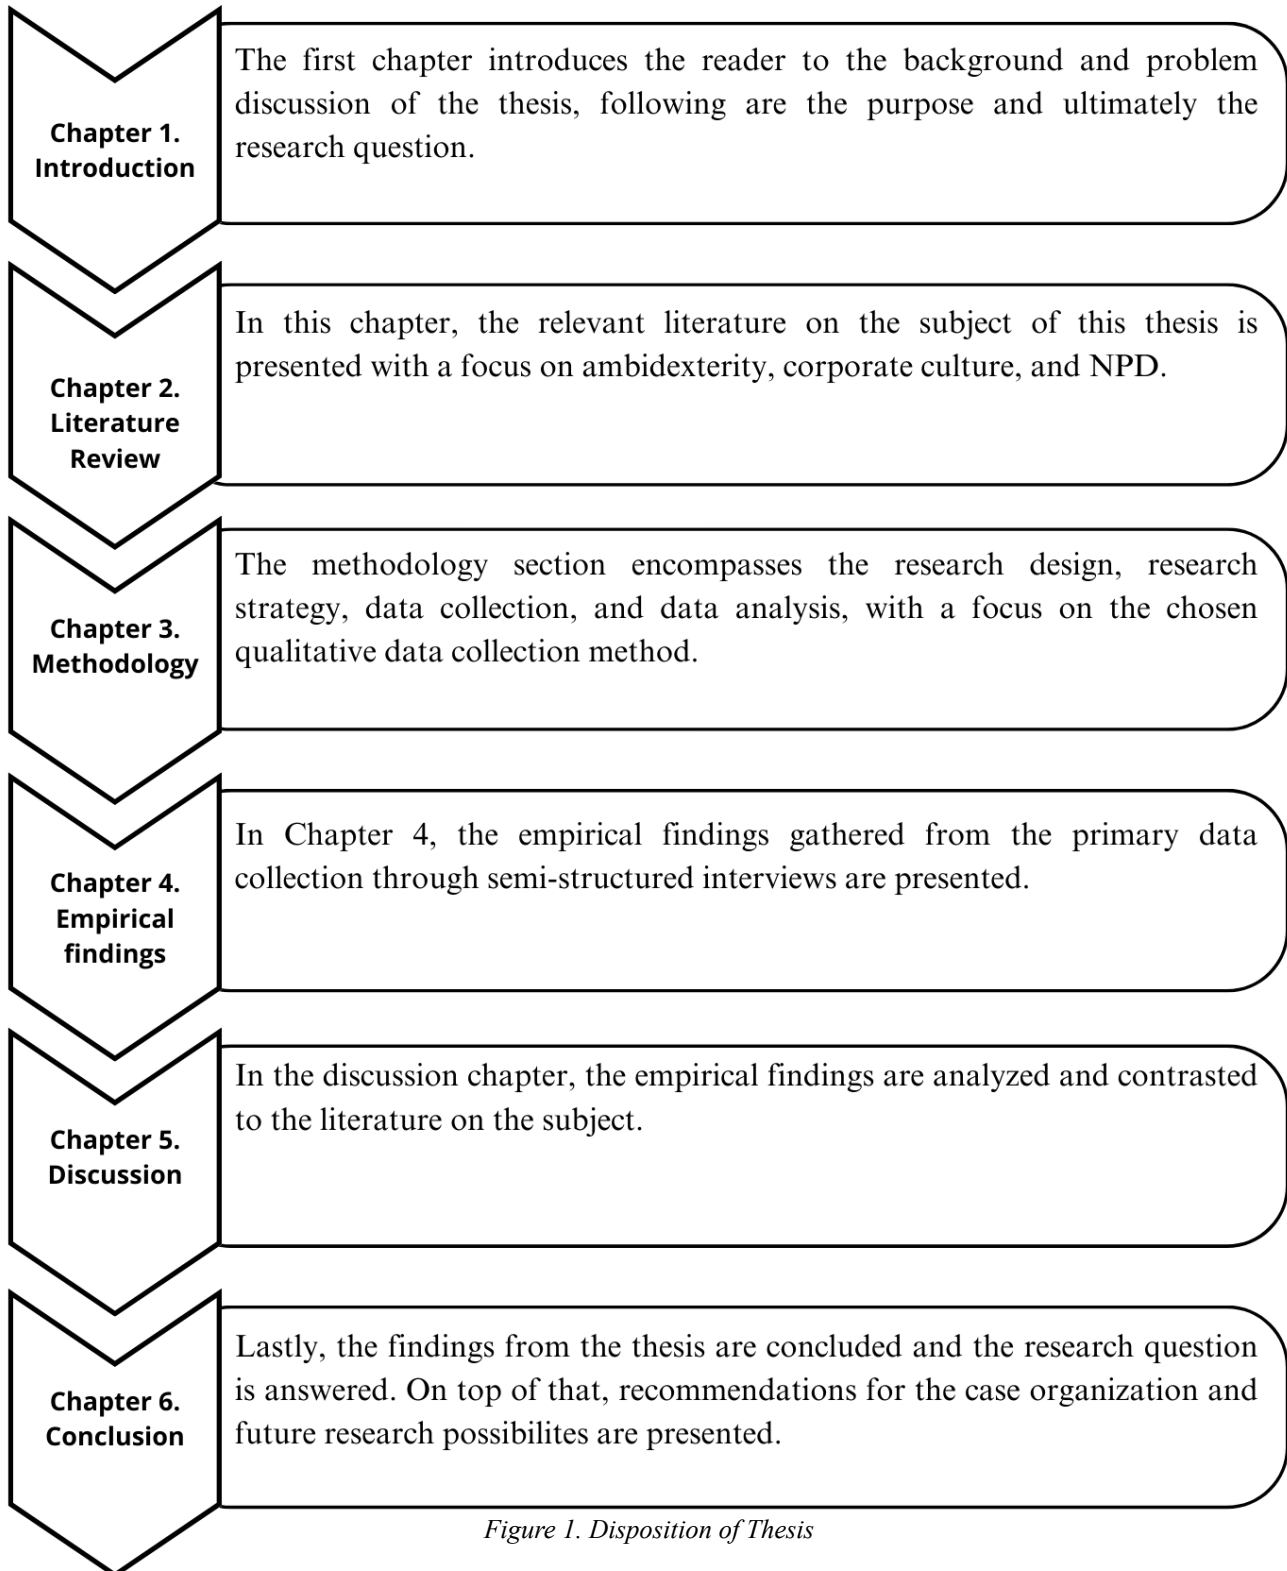 Chapter 1.
Introduction
The first chapter introduces the reader to the background and problem
discussion of the thesis, following are the purpose and ultimately the
research question.
Chapter 2.
Literature
Review
In this chapter, the relevant literature on the subject of this thesis is
presented with a focus on ambidexterity, corporate culture, and NPD.
Chapter 3.
Methodology
The methodology section encompasses the research design, research
strategy, data collection, and data analysis, with a focus on the chosen
qualitative data collection method.
Chapter 4.
Empirical
findings
In Chapter 4, the empirical findings gathered from the primary data
collection through semi-structured interviews are presented.
Chapter 5.
Discussion
In the discussion chapter, the empirical findings are analyzed and contrasted
to the literature on the subject.
Chapter 6.
Conclusion
Lastly, the findings from the thesis are concluded and the research question
is answered. On top of that, recommendations for the case organization and
future research possibilites are presented.
Figure 1. Disposition of Thesis